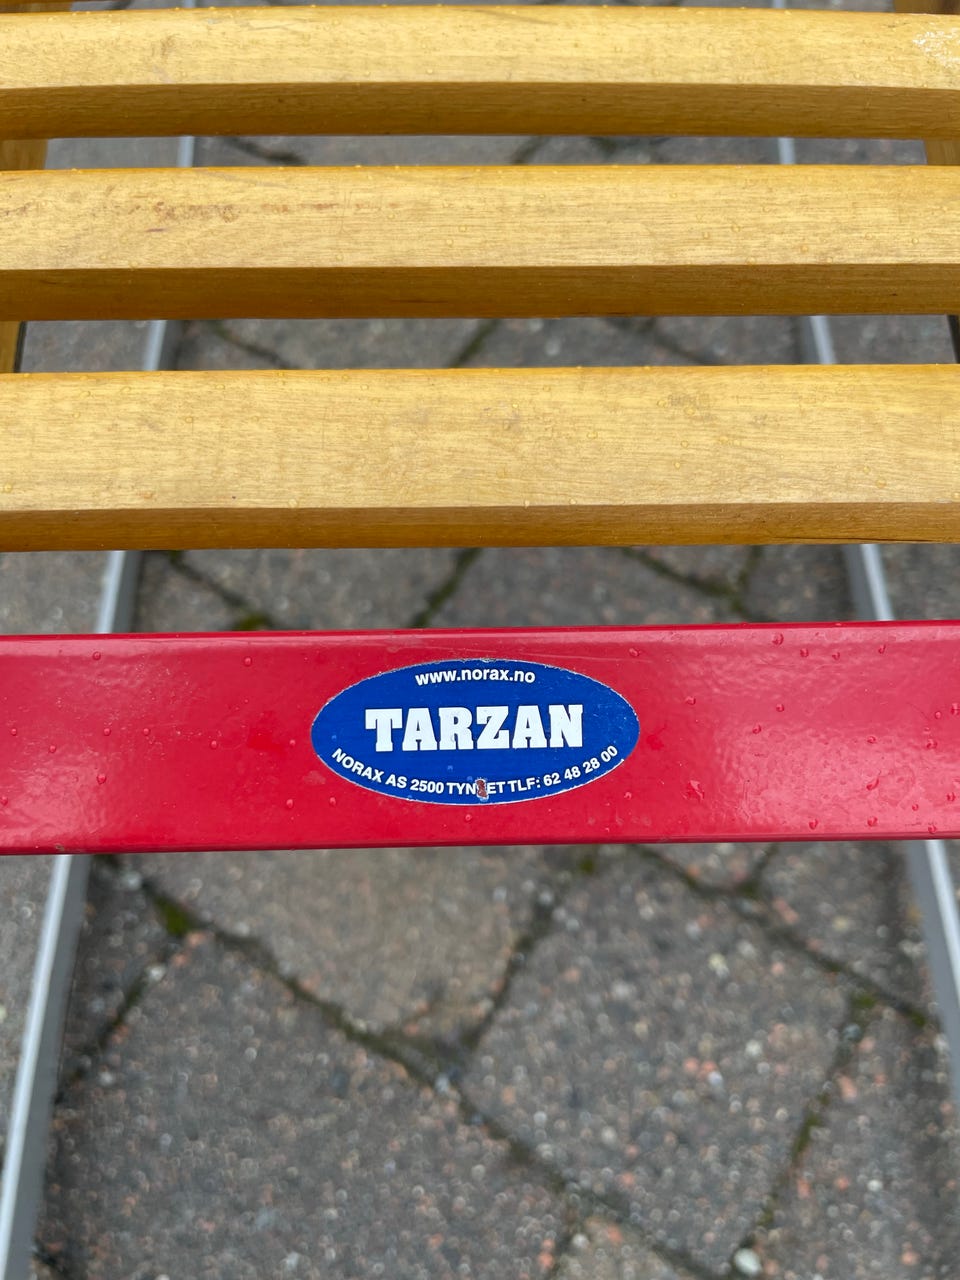 www.norax.no
TARZAN
NORAX AS 2500 TLF: 62 48 28 00